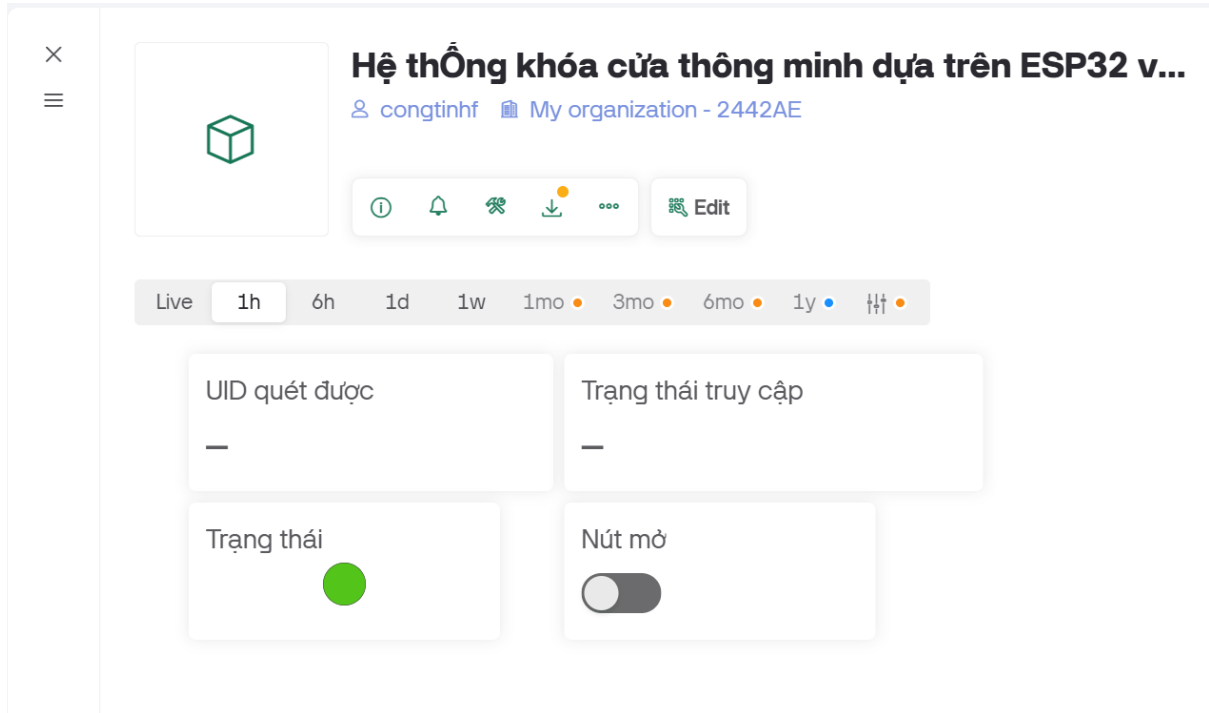 Hệ thỐng khóa cửa thông minh dựa trên ESP32 v...
congtinhf My organization - 2442AE
Edit
Live 1h 6h 1d 1w 1mo 3mo 6mo 1y
UID quét được Trạng thái truy cập
– –
Trạng thái Nút mở